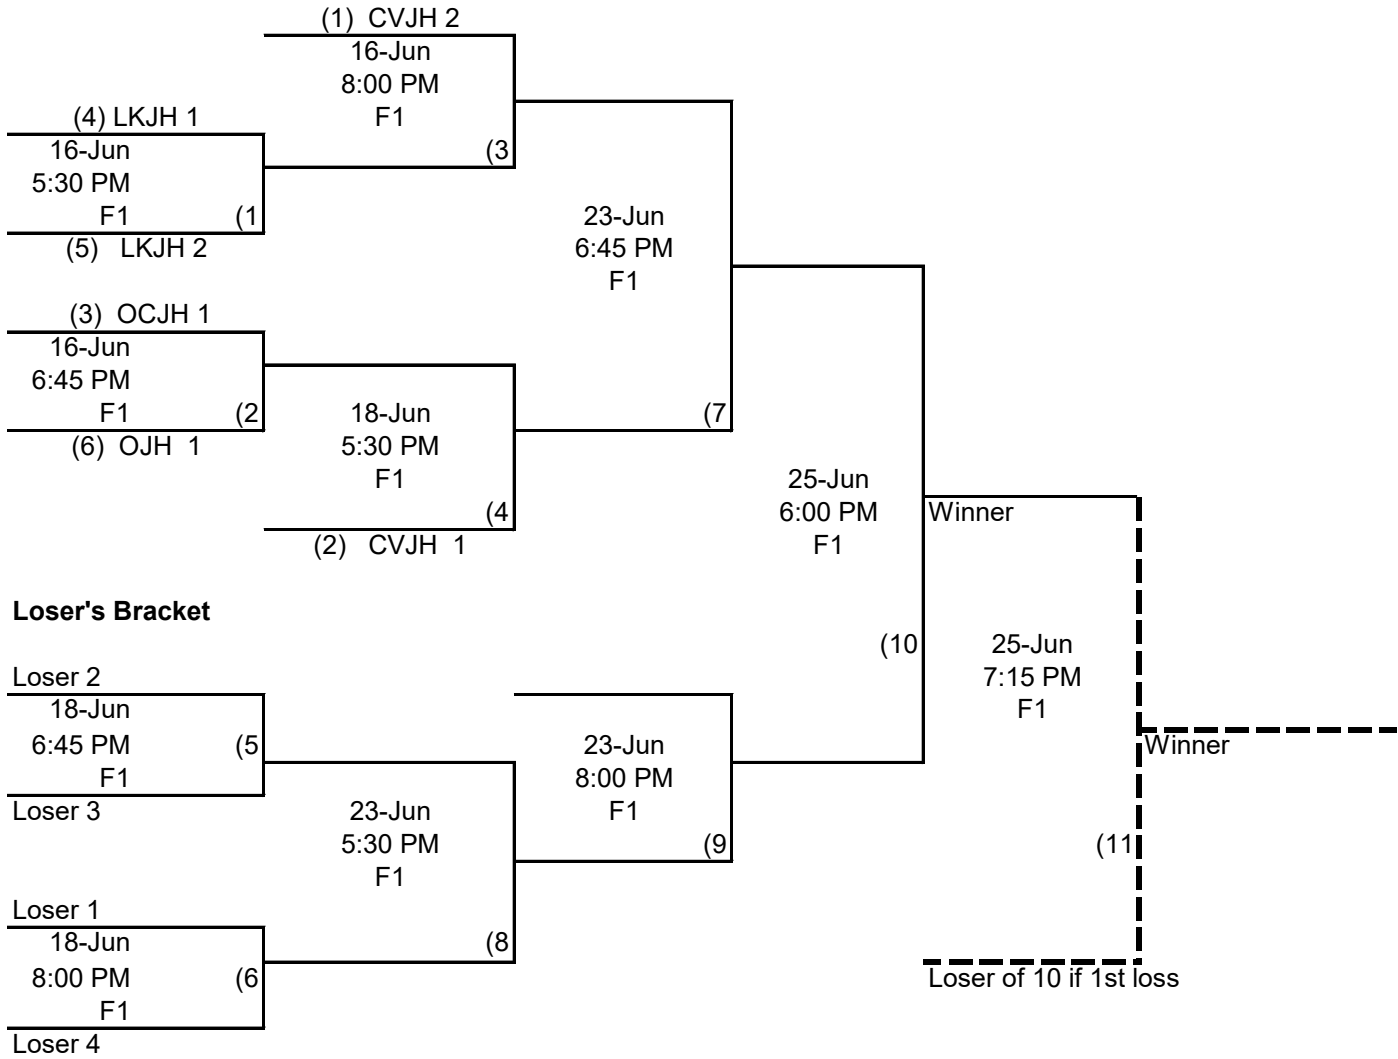 (1)  CVJH 2
16-Jun
8:00 PM
F1
(3
(4) LKJH 1
16-Jun
5:30 PM
F1
(1
(5)   LKJH 2
23-Jun
6:45 PM
F1
(7
(3)  OCJH 1
16-Jun
6:45 PM
F1
(2
(6)  OJH  1
18-Jun
5:30 PM
F1
(4
(2)   CVJH  1
25-Jun
6:00 PM
F1
(10
Winner
Loser's Bracket
Loser 2
18-Jun
6:45 PM
F1
(5
Loser 3
23-Jun
5:30 PM
F1
(8
23-Jun
8:00 PM
F1
(9
Loser 1
18-Jun
8:00 PM
F1
(6
Loser 4
25-Jun
7:15 PM
F1
(11
Winner
Loser of 10 if 1st loss